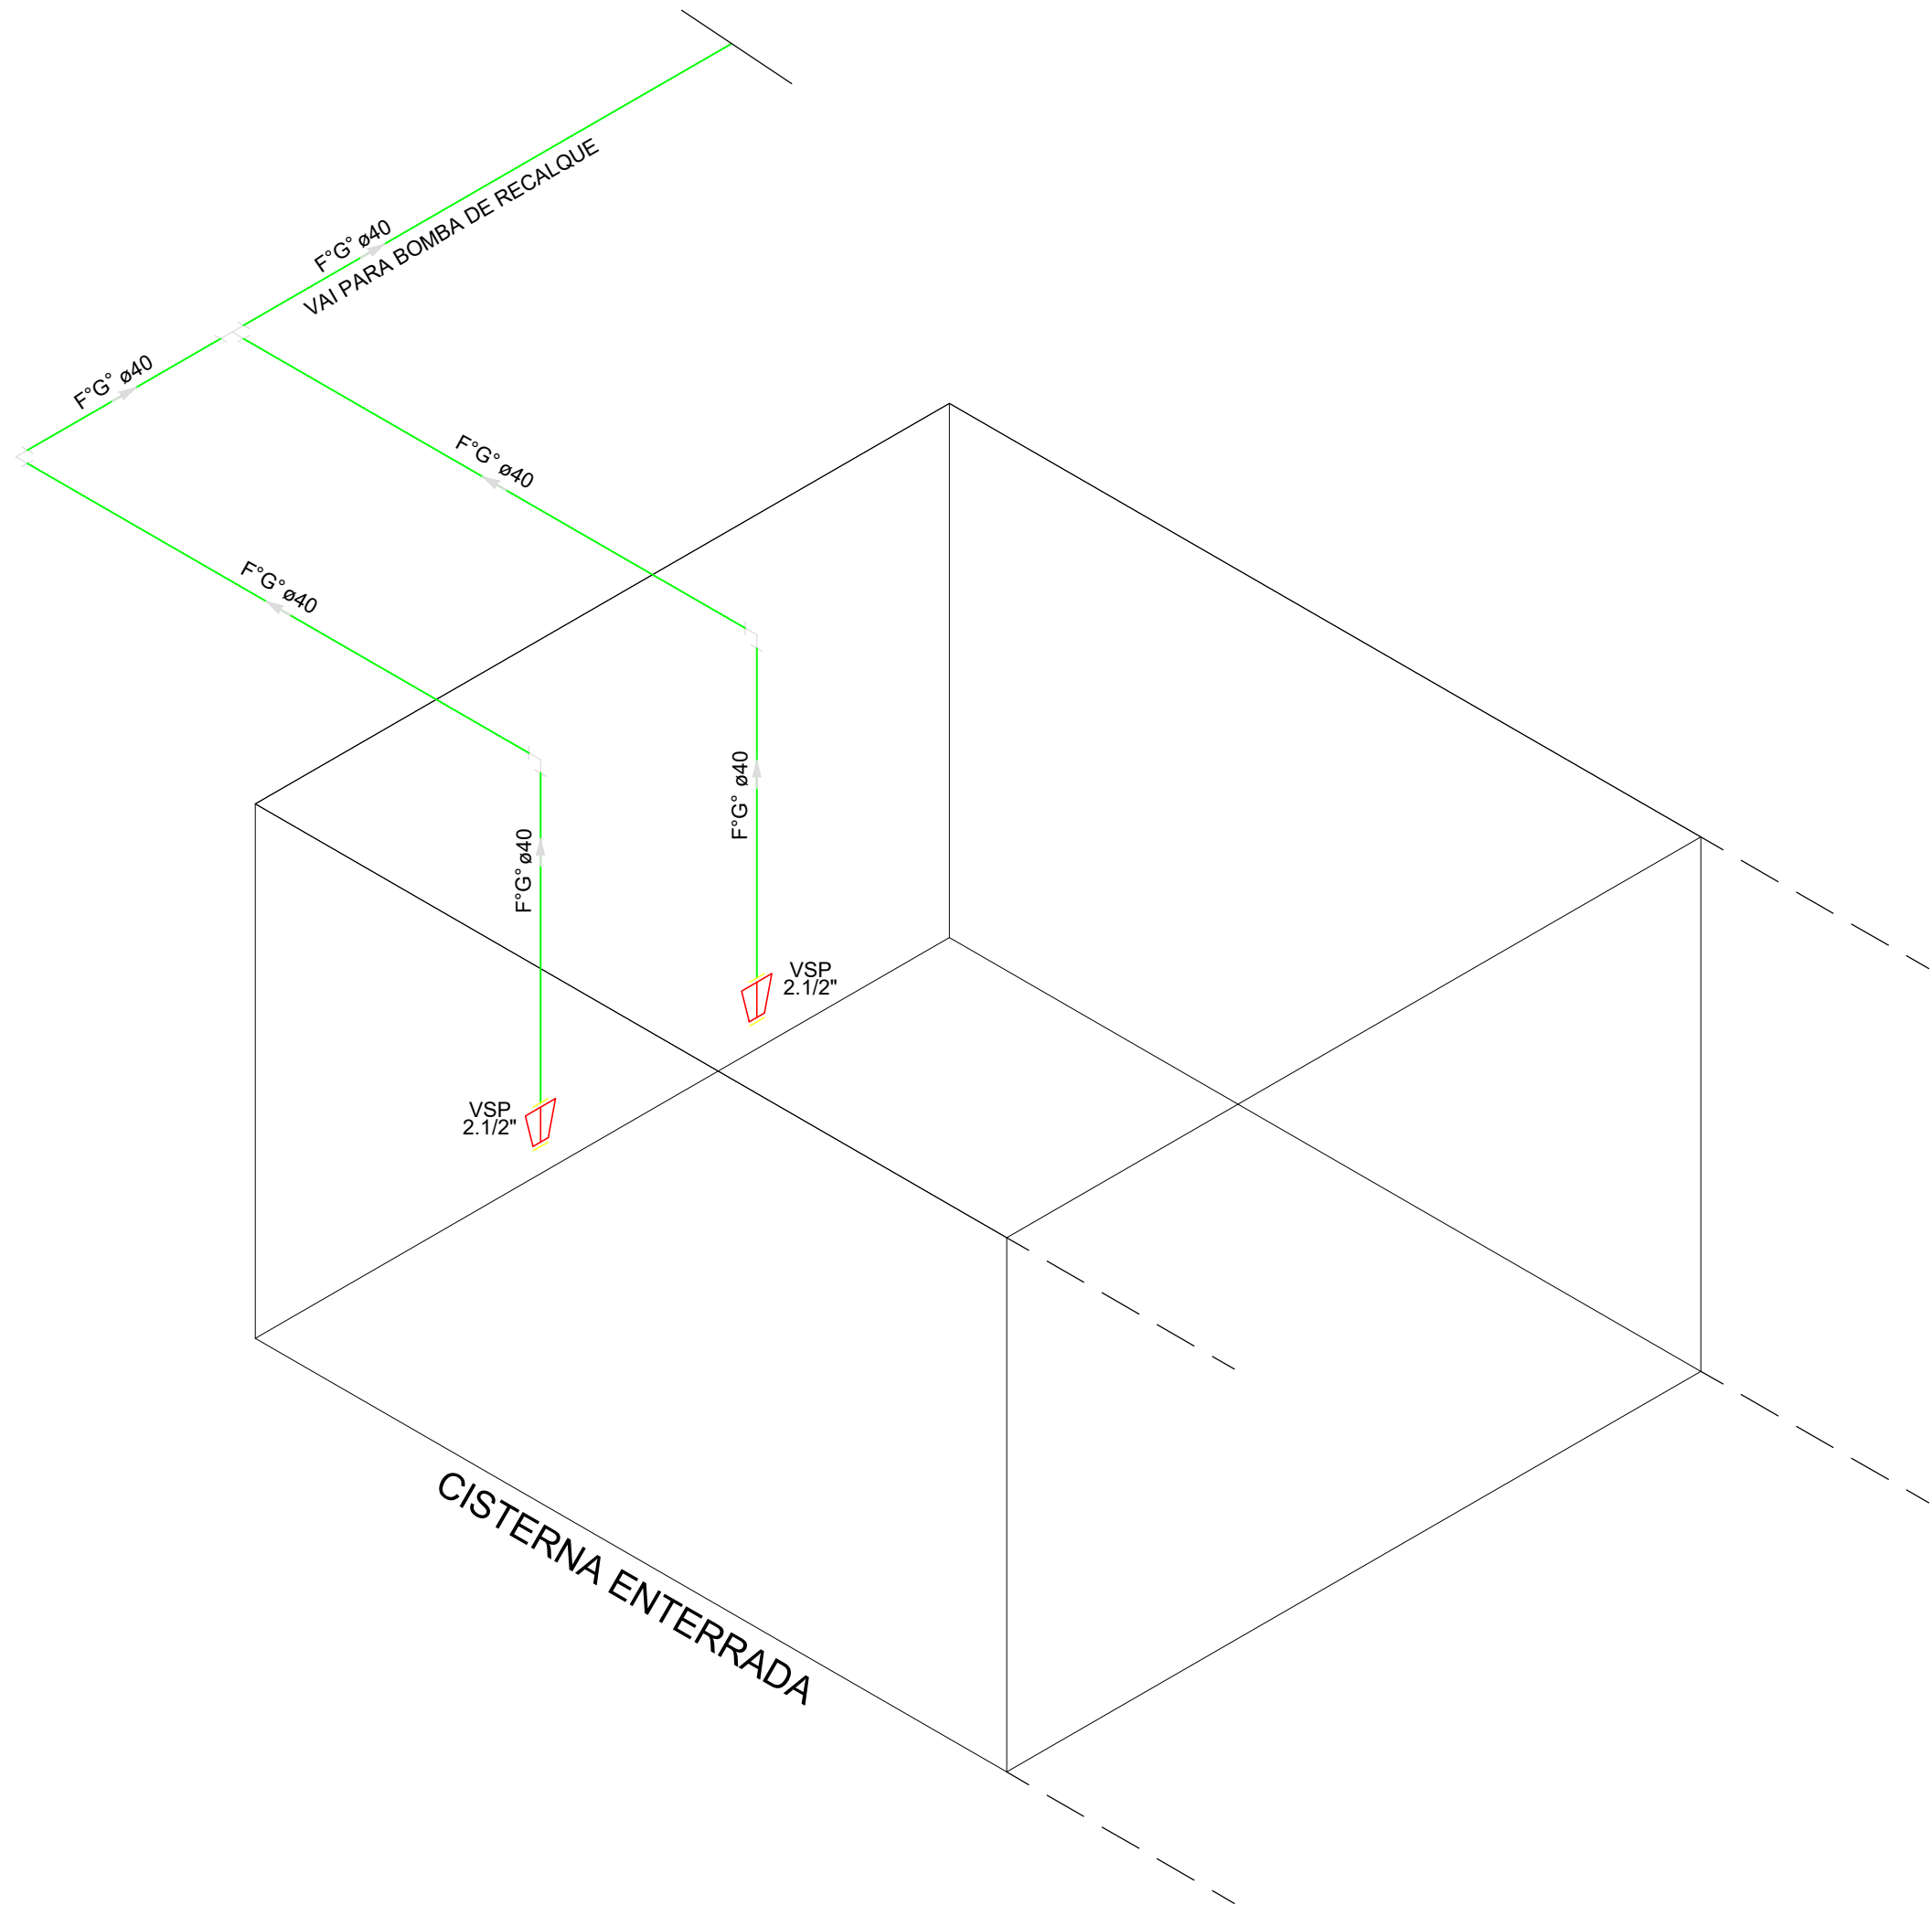 F°G° ø40
VAI PARA BOMBA DE RECALQUE
F°G° ø40
F°G° ø40
F°G° ø40
F°G° ø40
F°G° ø40
VSP
2.1/2"
VSP
2.1/2"
CISTERNA ENTERRADA